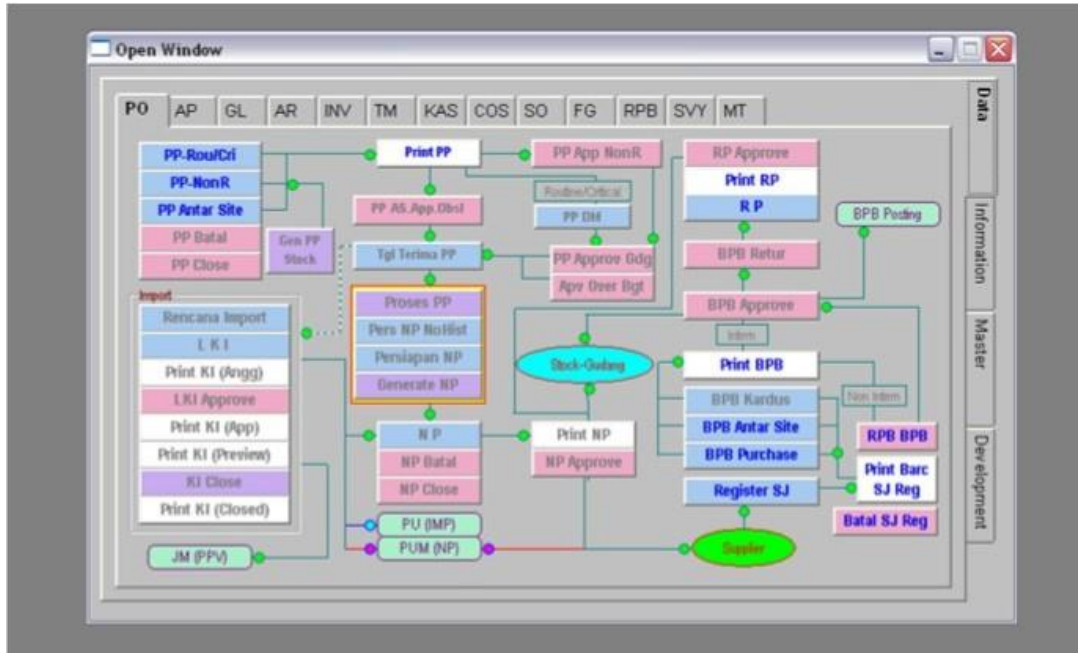 Open Window
PO AP GL AR INV TM KAS COS SO FG RPB SVY MT
Data
Information
Master
Development
PP-Rou/Cri
PP-NonR
PP Antar Site
PP Batal
PP Close
Gen PP
Stock
Import
Rencana Import
L K I
Print KI (Angg)
LKI Approve
Print KI (App)
Print KI (Preview)
KI Close
Print KI (Closed)
JM (PPV)
Print PP
PP AS.App.Obsl
Tgl Terima PP
Proses PP
Pers NP NoHist
Persiapan NP
Generate NP
N P
NP Batal
NP Close
PU (IMP)
PUM (NP)
PP App NonR
Routine/Critical
PP DM
PP Approv Gdg
Apv Over Bgt
Stock-Gudang
Print NP
NP Approve
RP Approve
Print RP
R P
BPB Retur
BPB Approve
Intern
Print BPB
BPB Kardus
BPB Antar Site
BPB Purchase
Register SJ
Supplier
BPB Posting
Non Intern
RPB BPB
Print Barc
SJ Reg
Batal SJ Reg